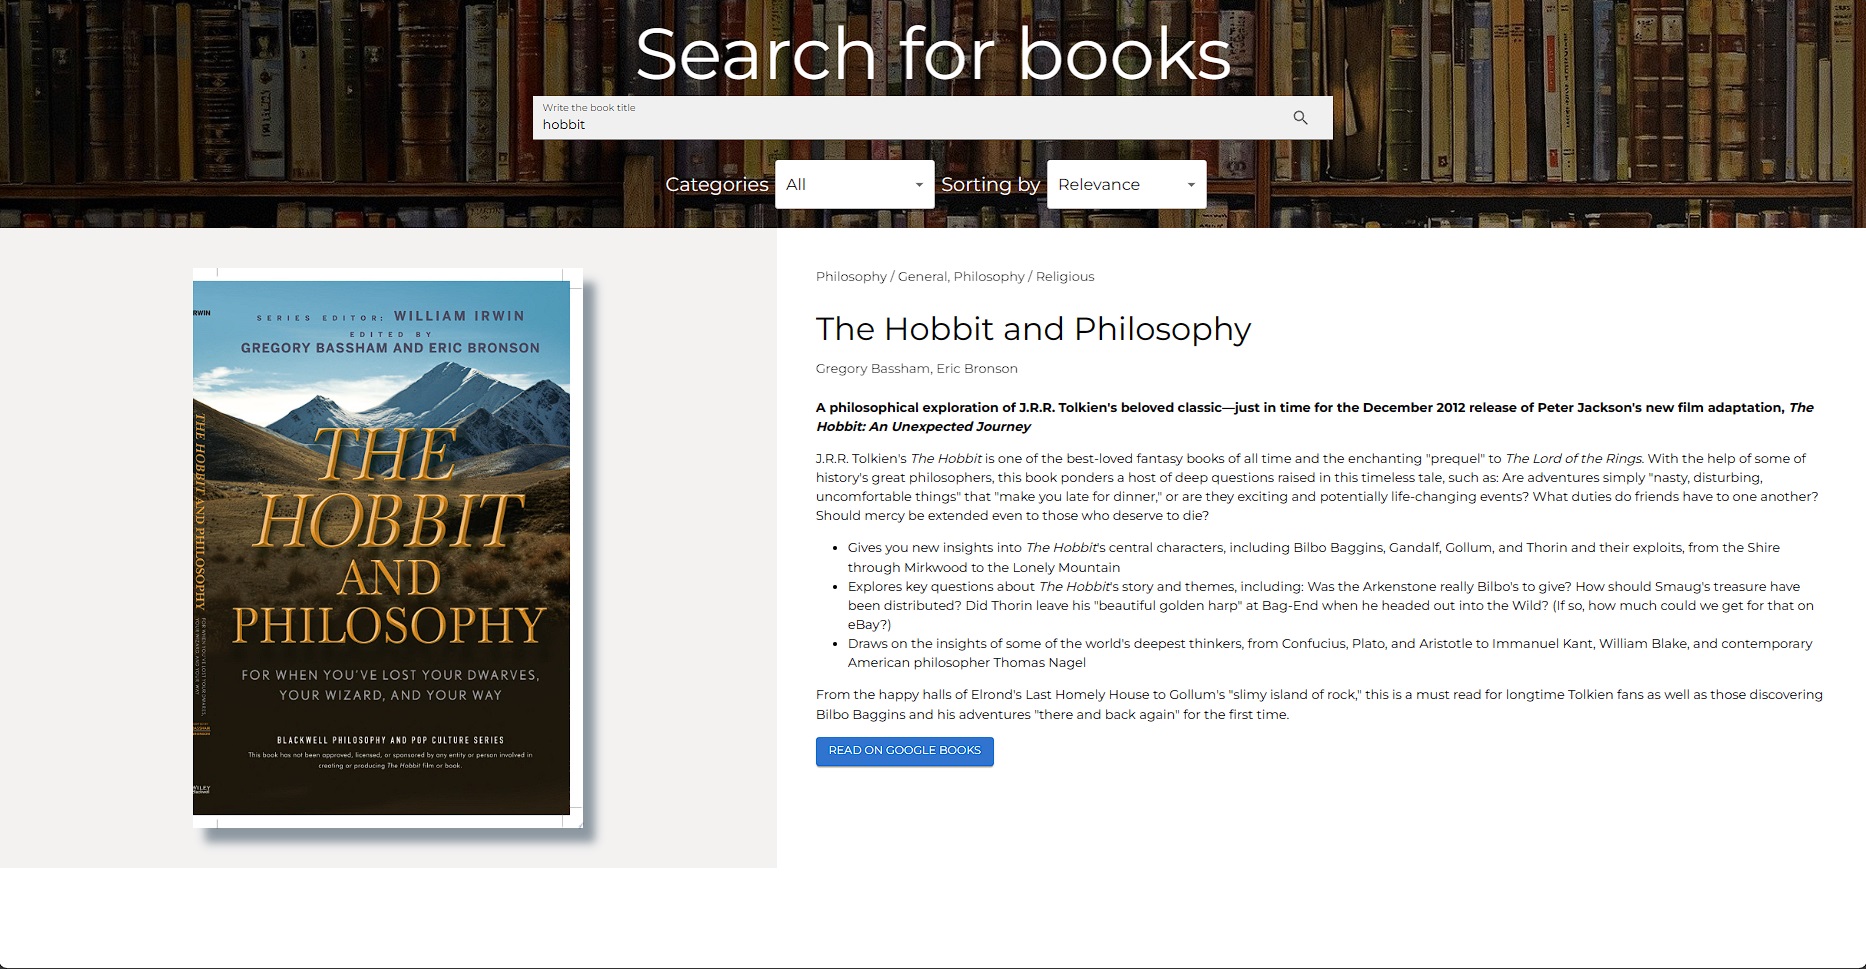 Search for books
Write the book title
hobbit
Categories
All
Sorting by
Relevance
RWIN
SERIES EDITOR: WILLIAM IRWIN
EDITED BY
GREGORY BASSHAM AND ERIC BRONSON
THE
HOBBIT
AND
PHILOSOPHY
FOR WHEN YOU'VE LOST YOUR DWARVES,
YOUR WIZARD, AND YOUR WAY
BLACKWELL PHILOSOPHY AND POP CULTURE SERIES
This book has not been approved, licensed, or sponsored by any entity or person involved in
creating or producing The Hobbit film or book.
THE HOBBIT AND PHILOSOPHY
FOR WHEN YOU'VE LOST YOUR DWARVES,
YOUR WIZARD, AND YOUR WAY
WILEY
Philosophy / General, Philosophy / Religious
The Hobbit and Philosophy
Gregory Bassham, Eric Bronson
A philosophical exploration of J.R.R. Tolkien's beloved classic—just in time for the December 2012 release of Peter Jackson's new film adaptation, The
Hobbit: An Unexpected Journey
J.R.R. Tolkien's The Hobbit is one of the best-loved fantasy books of all time and the enchanting "prequel" to The Lord of the Rings. With the help of some of
history's great philosophers, this book ponders a host of deep questions raised in this timeless tale, such as: Are adventures simply "nasty, disturbing,
uncomfortable things" that "make you late for dinner," or are they exciting and potentially life-changing events? What duties do friends have to one another?
Should mercy be extended even to those who deserve to die?
• Gives you new insights into The Hobbit's central characters, including Bilbo Baggins, Gandalf, Gollum, and Thorin and their exploits, from the Shire
through Mirkwood to the Lonely Mountain
• Explores key questions about The Hobbit's story and themes, including: Was the Arkenstone really Bilbo's to give? How should Smaug's treasure have
been distributed? Did Thorin leave his "beautiful golden harp" at Bag-End when he headed out into the Wild? (If so, how much could we get for that on
eBay?)
• Draws on the insights of some of the world's deepest thinkers, from Confucius, Plato, and Aristotle to Immanuel Kant, William Blake, and contemporary
American philosopher Thomas Nagel
From the happy halls of Elrond's Last Homely House to Gollum's "slimy island of rock," this is a must read for longtime Tolkien fans as well as those discovering
Bilbo Baggins and his adventures "there and back again" for the first time.
READ ON GOOGLE BOOKS